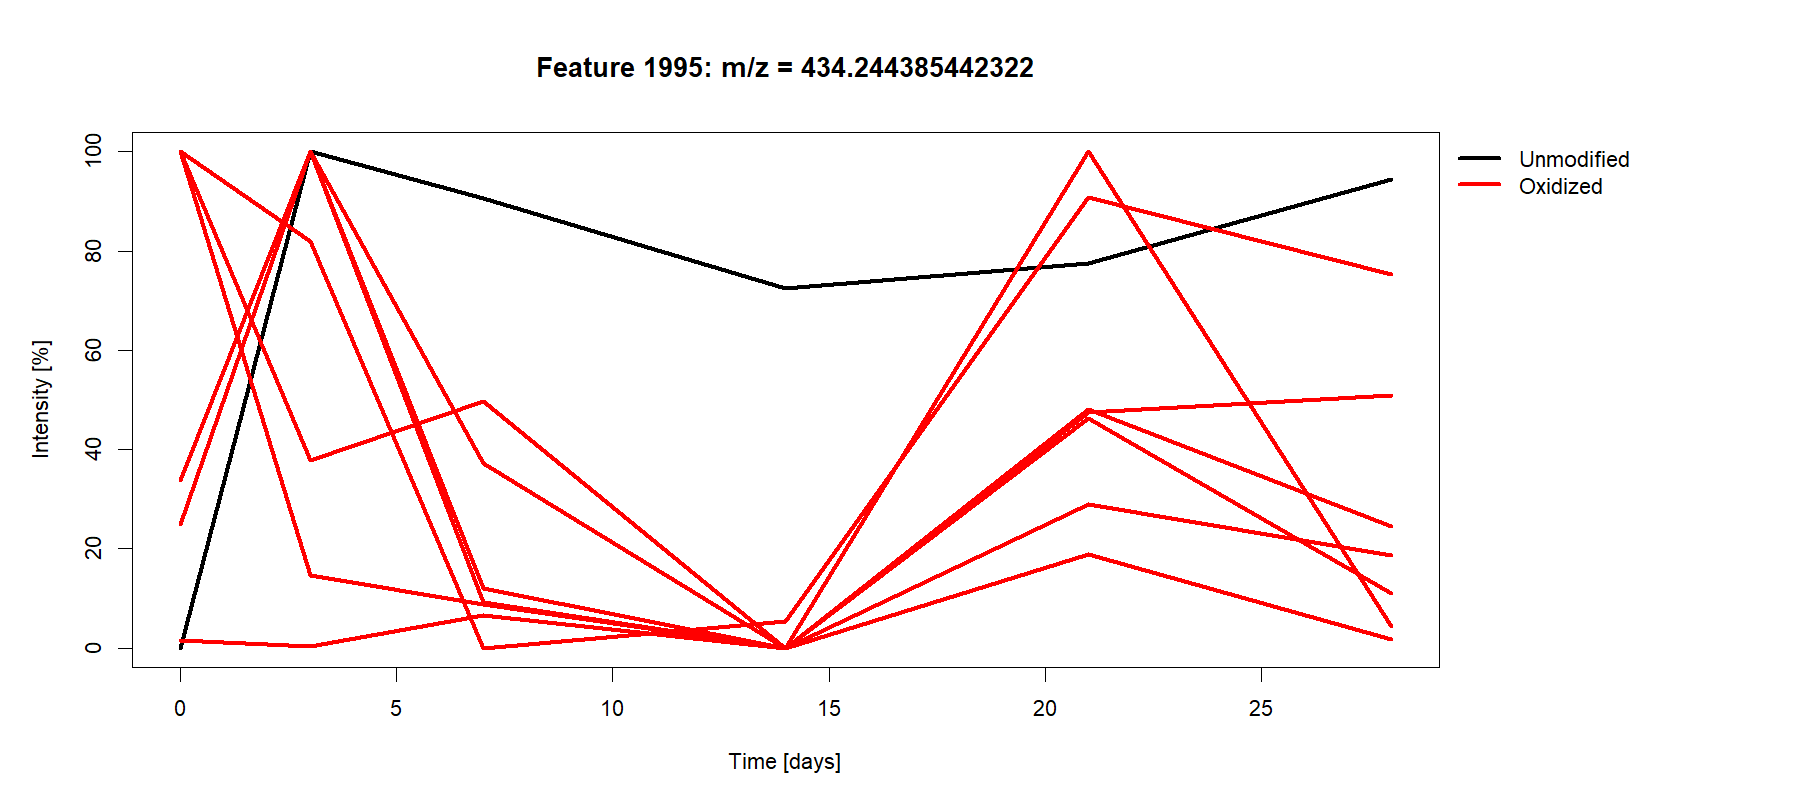 Feature 1995: m/z = 434.244385442322
Unmodified
Oxidized
Intensity [%]
100
80
60
40
20
0
0 5 10 15 20 25
Time [days]